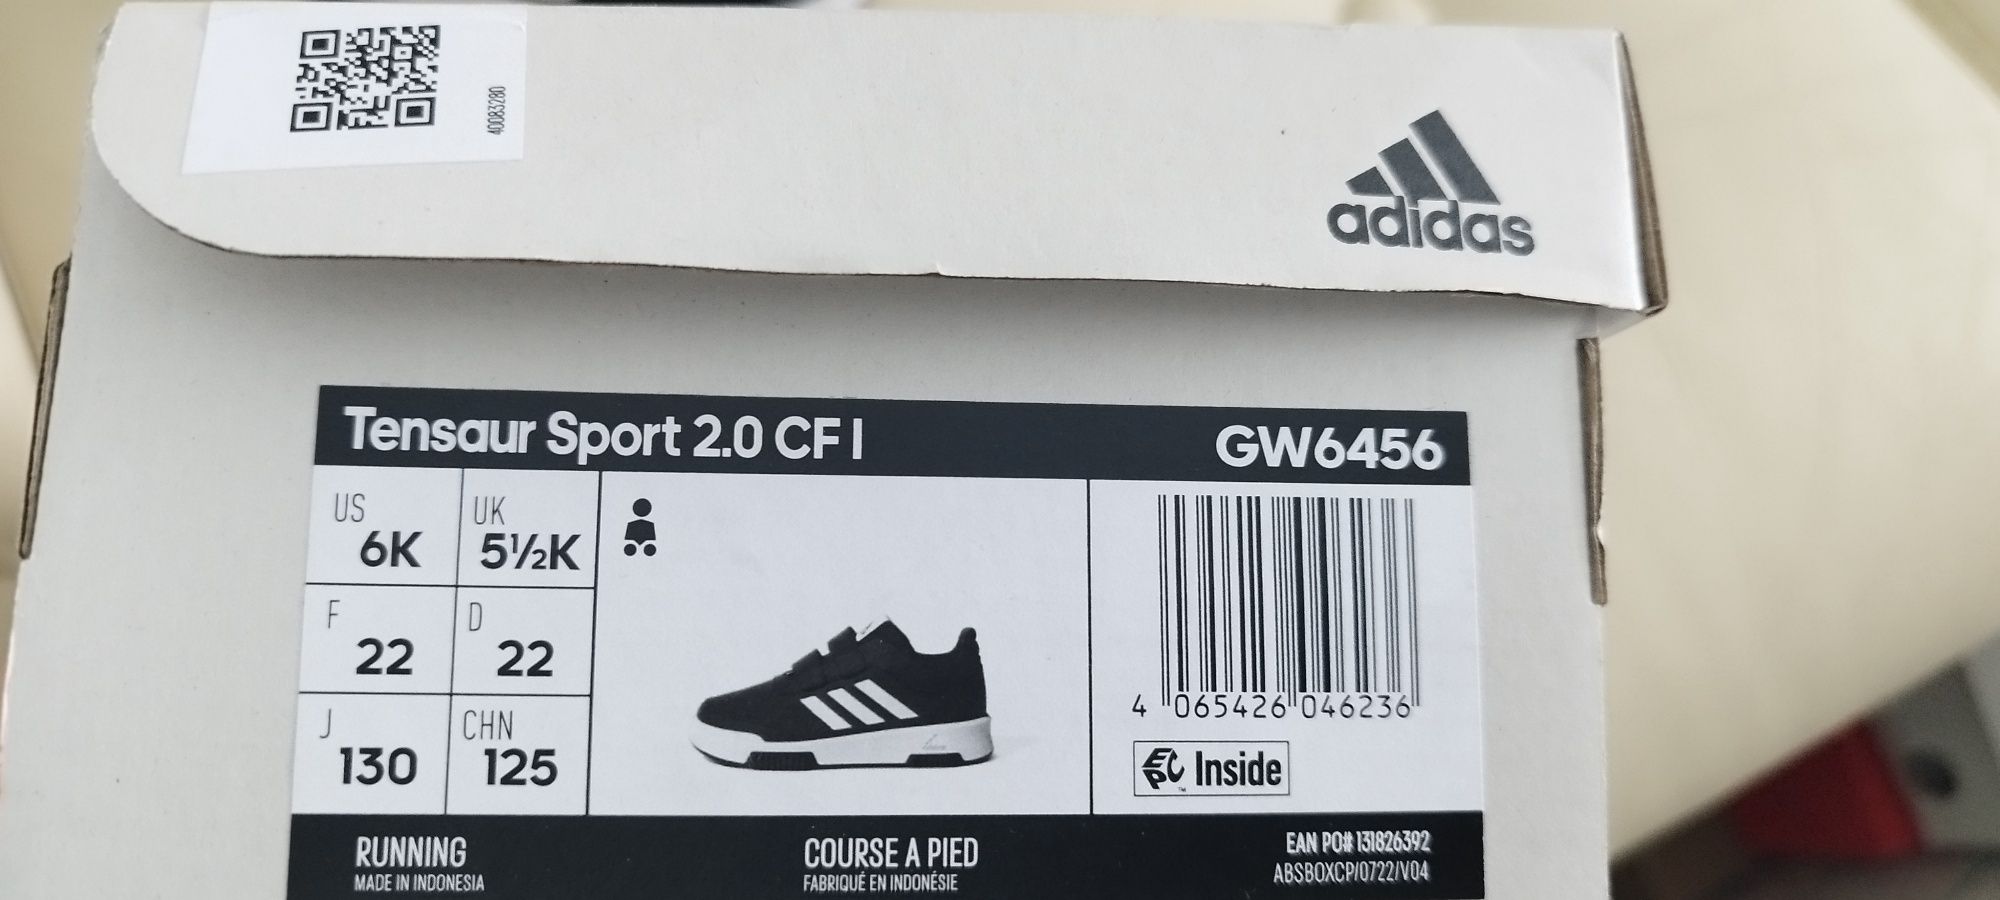 40083280
adidas
Tensaur Sport 2.0 CF I
GW6456
US
6K
UK
5½K
F
22
D
22
J
130
CHN
125
4 065426 046236
EPC Inside
RUNNING
MADE IN INDONESIA
COURSE A PIED
FABRIQUÉ EN INDONÉSIE
EAN PO# 131826392
ABSBOXCP/0722/V04